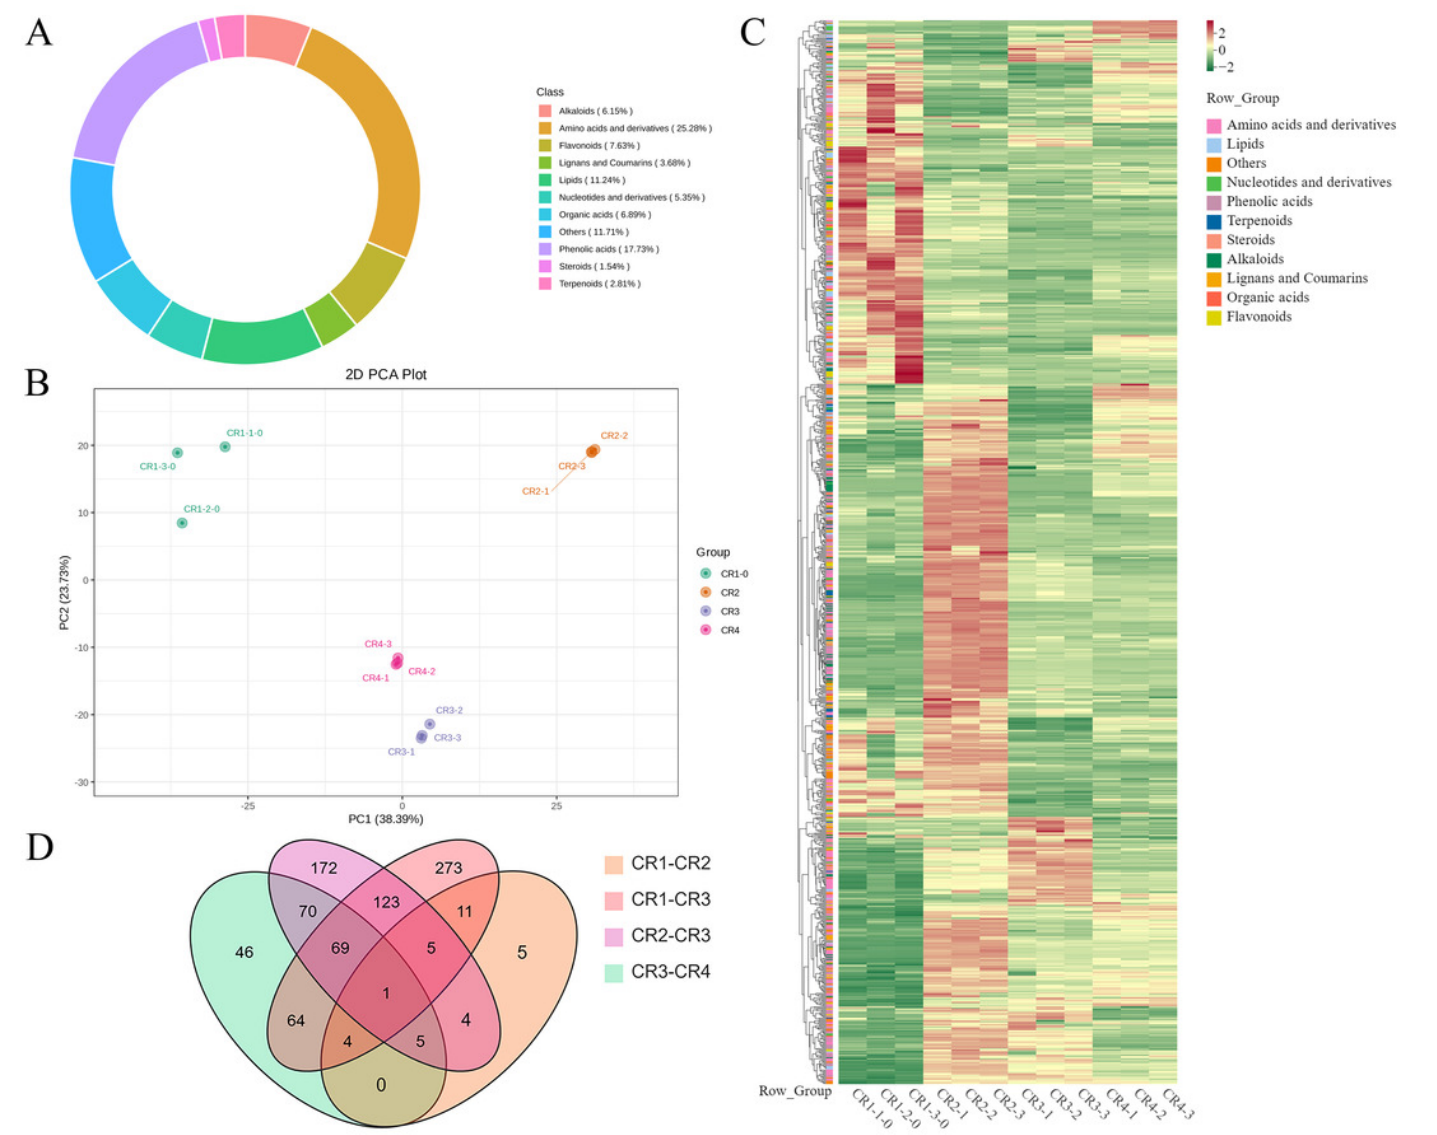 A
Class
Alkaloids ( 6.15% )
Amino acids and derivatives ( 25.28% )
Flavonoids ( 7.63% )
Lignans and Coumarins ( 3.68% )
Lipids ( 11.24% )
Nucleotides and derivatives ( 5.35% )
Organic acids ( 6.89% )
Others ( 11.71% )
Phenolic acids ( 17.73% )
Steroids ( 1.54% )
Terpenoids ( 2.81% )
B
2D PCA Plot
CR1-1-0
CR1-3-0
CR1-2-0
CR2-2
CR2-3
CR2-1
CR4-3
CR4-2
CR4-1
CR3-2
CR3-3
CR3-1
20
10
0
-10
-20
-30
-25
0
25
PC2 (23.73%)
PC1 (38.39%)
Group
CR1-0
CR2
CR3
CR4
C
2
0
−2
Row_Group
Amino acids and derivatives
Lipids
Others
Nucleotides and derivatives
Phenolic acids
Terpenoids
Steroids
Alkaloids
Lignans and Coumarins
Organic acids
Flavonoids
Row_Group
CR1-1-0
CR1-2-0
CR1-3-0
CR2-1
CR2-2
CR2-3
CR3-1
CR3-2
CR3-3
CR4-1
CR4-2
CR4-3
D
172
273
123
70
11
46
69
5
5
1
64
4
4
5
0
CR1-CR2
CR1-CR3
CR2-CR3
CR3-CR4